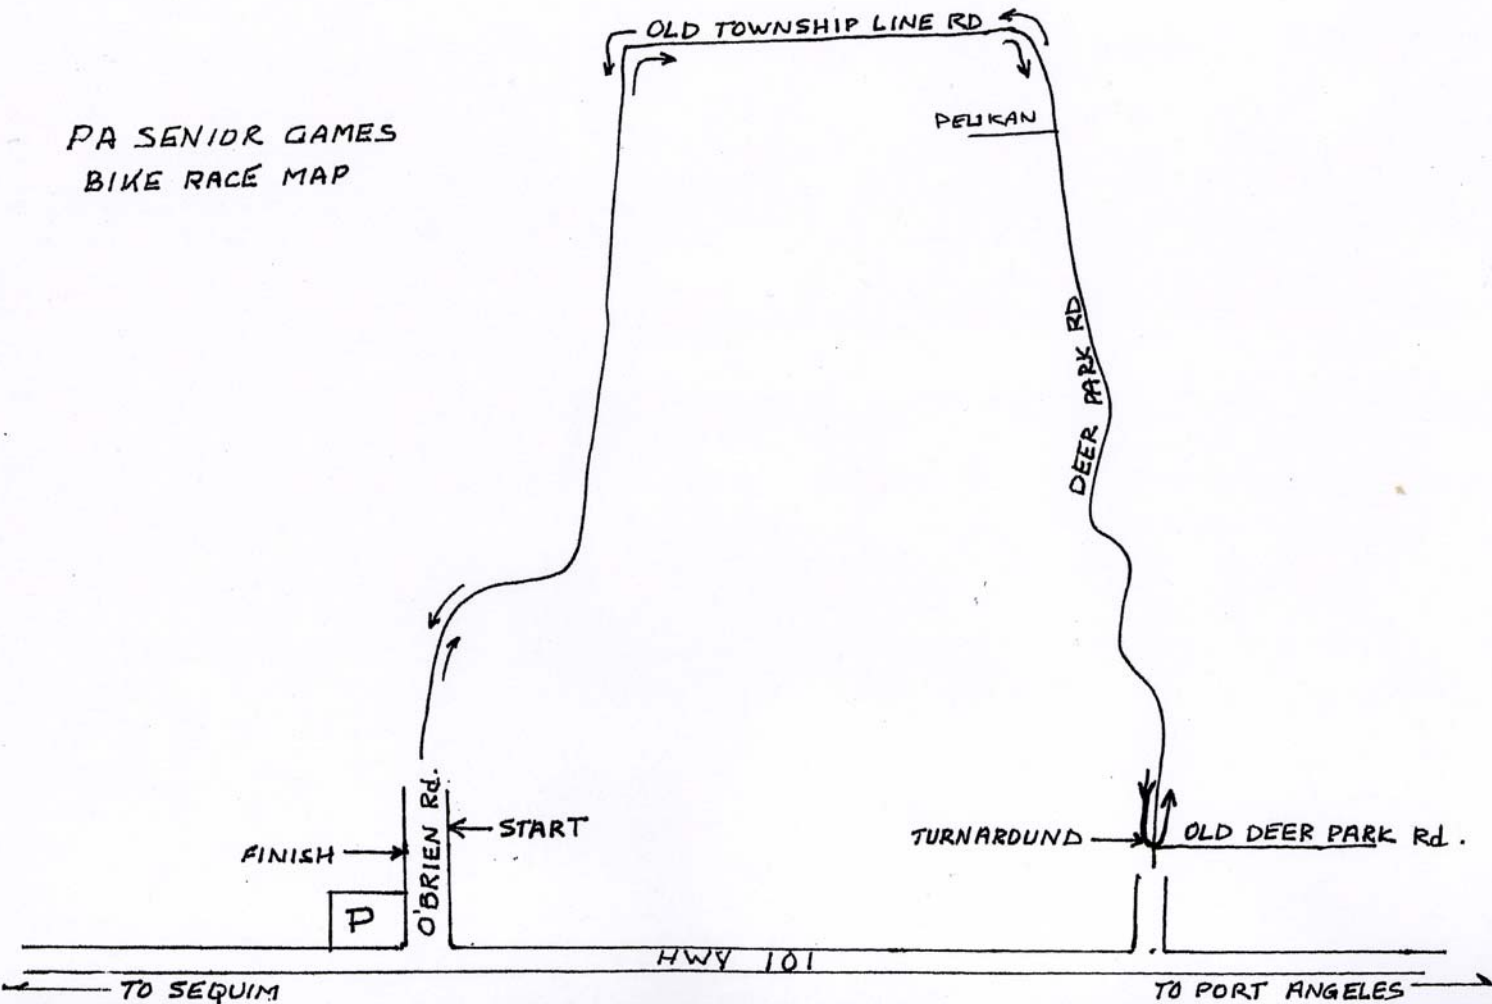 OLD TOWNSHIP LINE RD
PELIKAN
PA SENIOR GAMES
BIKE RACE MAP
DEER PARK RD
O'BRIEN Rd.
START
FINISH
TURNAROUND
OLD DEER PARK Rd.
P
HWY 101
TO SEQUIM
TO PORT ANGELES